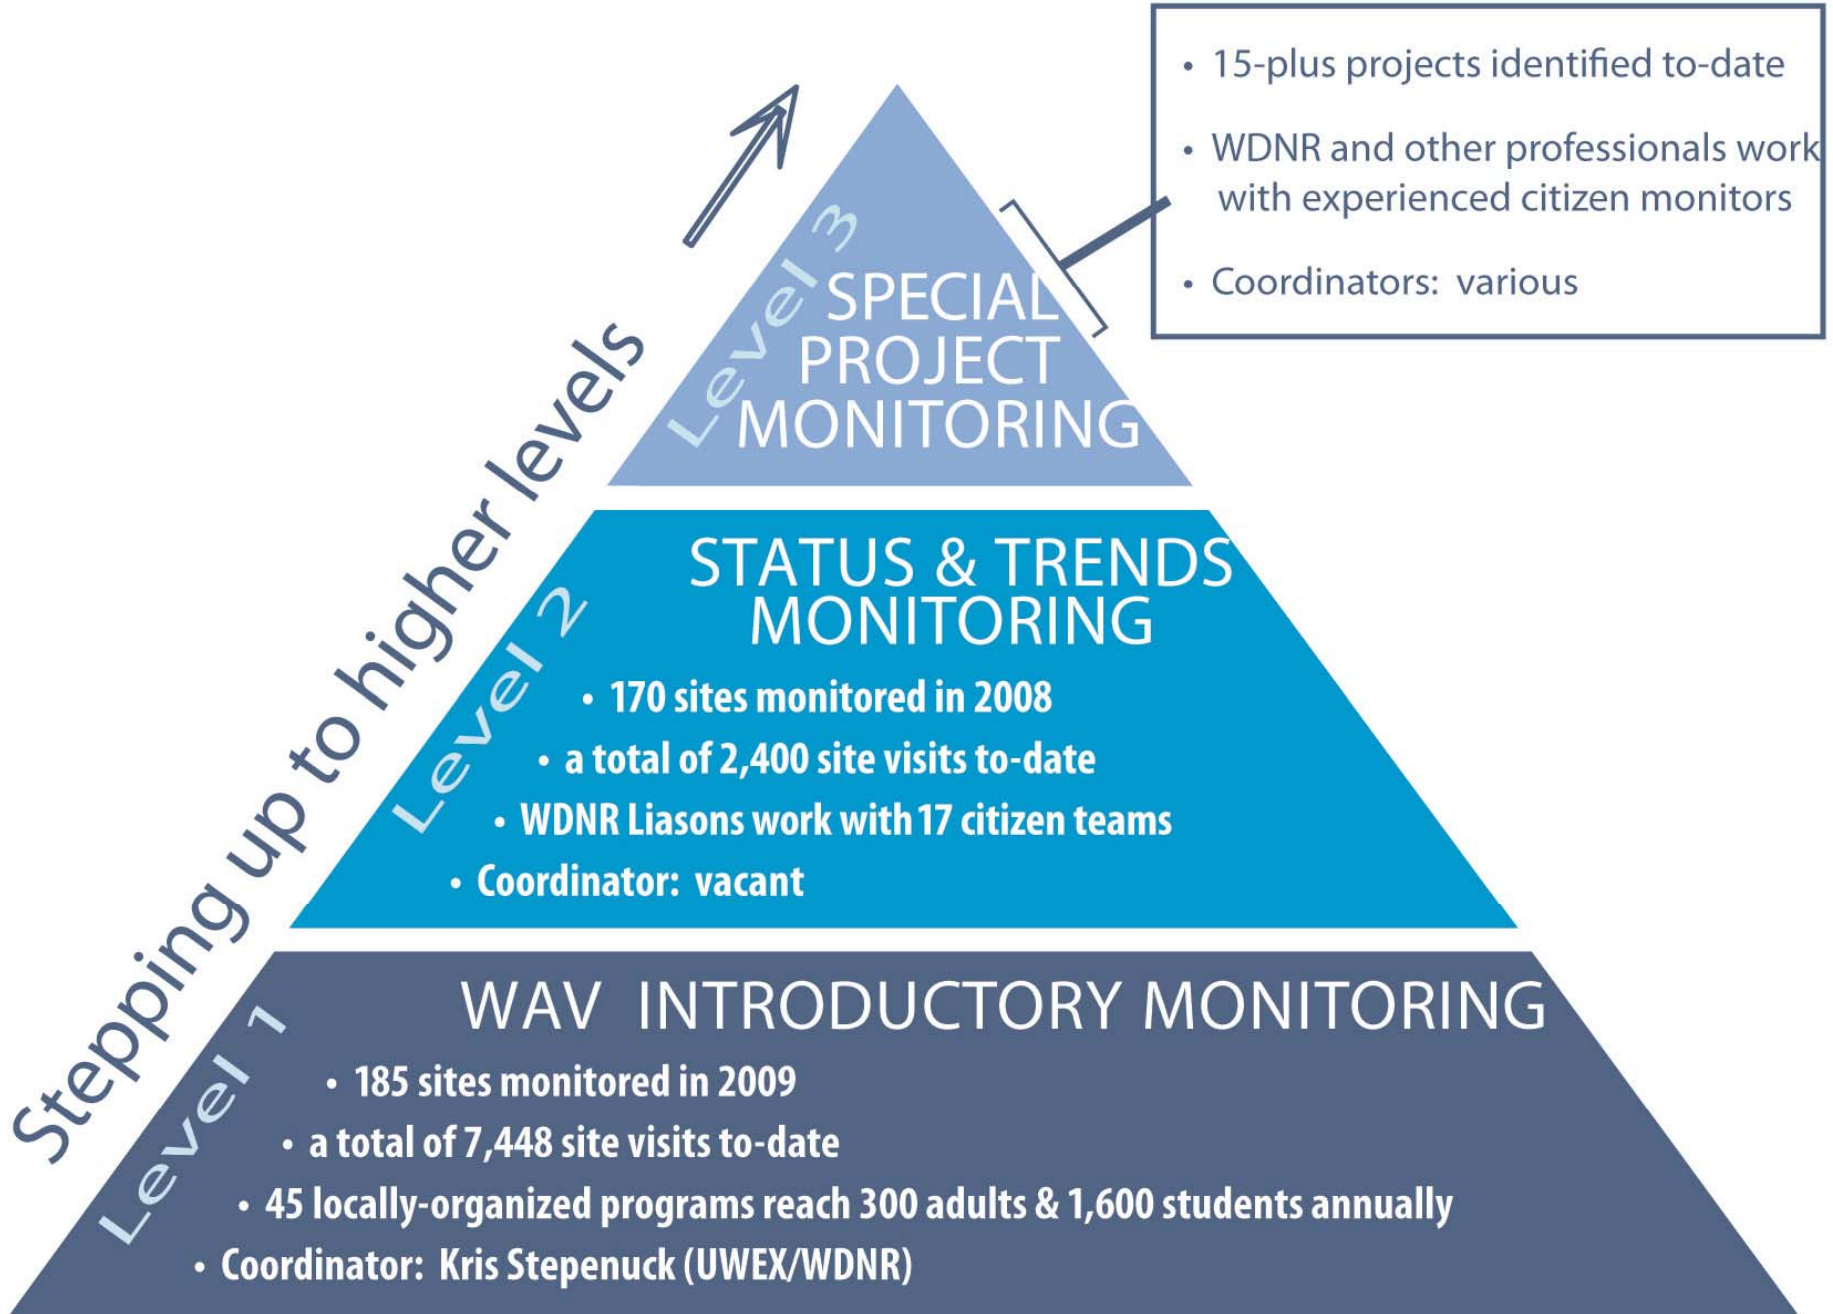 • 15-plus projects identified to-date
• WDNR and other professionals work
with experienced citizen monitors
• Coordinators: various
Stepping up to higher levels
Level 3
SPECIAL
PROJECT
MONITORING
Level 2
STATUS & TRENDS
MONITORING
• 170 sites monitored in 2008
• a total of 2,400 site visits to-date
• WDNR Liasons work with 17 citizen teams
• Coordinator: vacant
Level 1
WAV INTRODUCTORY MONITORING
• 185 sites monitored in 2009
• a total of 7,448 site visits to-date
• 45 locally-organized programs reach 300 adults & 1,600 students annually
• Coordinator: Kris Stepenuck (UWEX/WDNR)